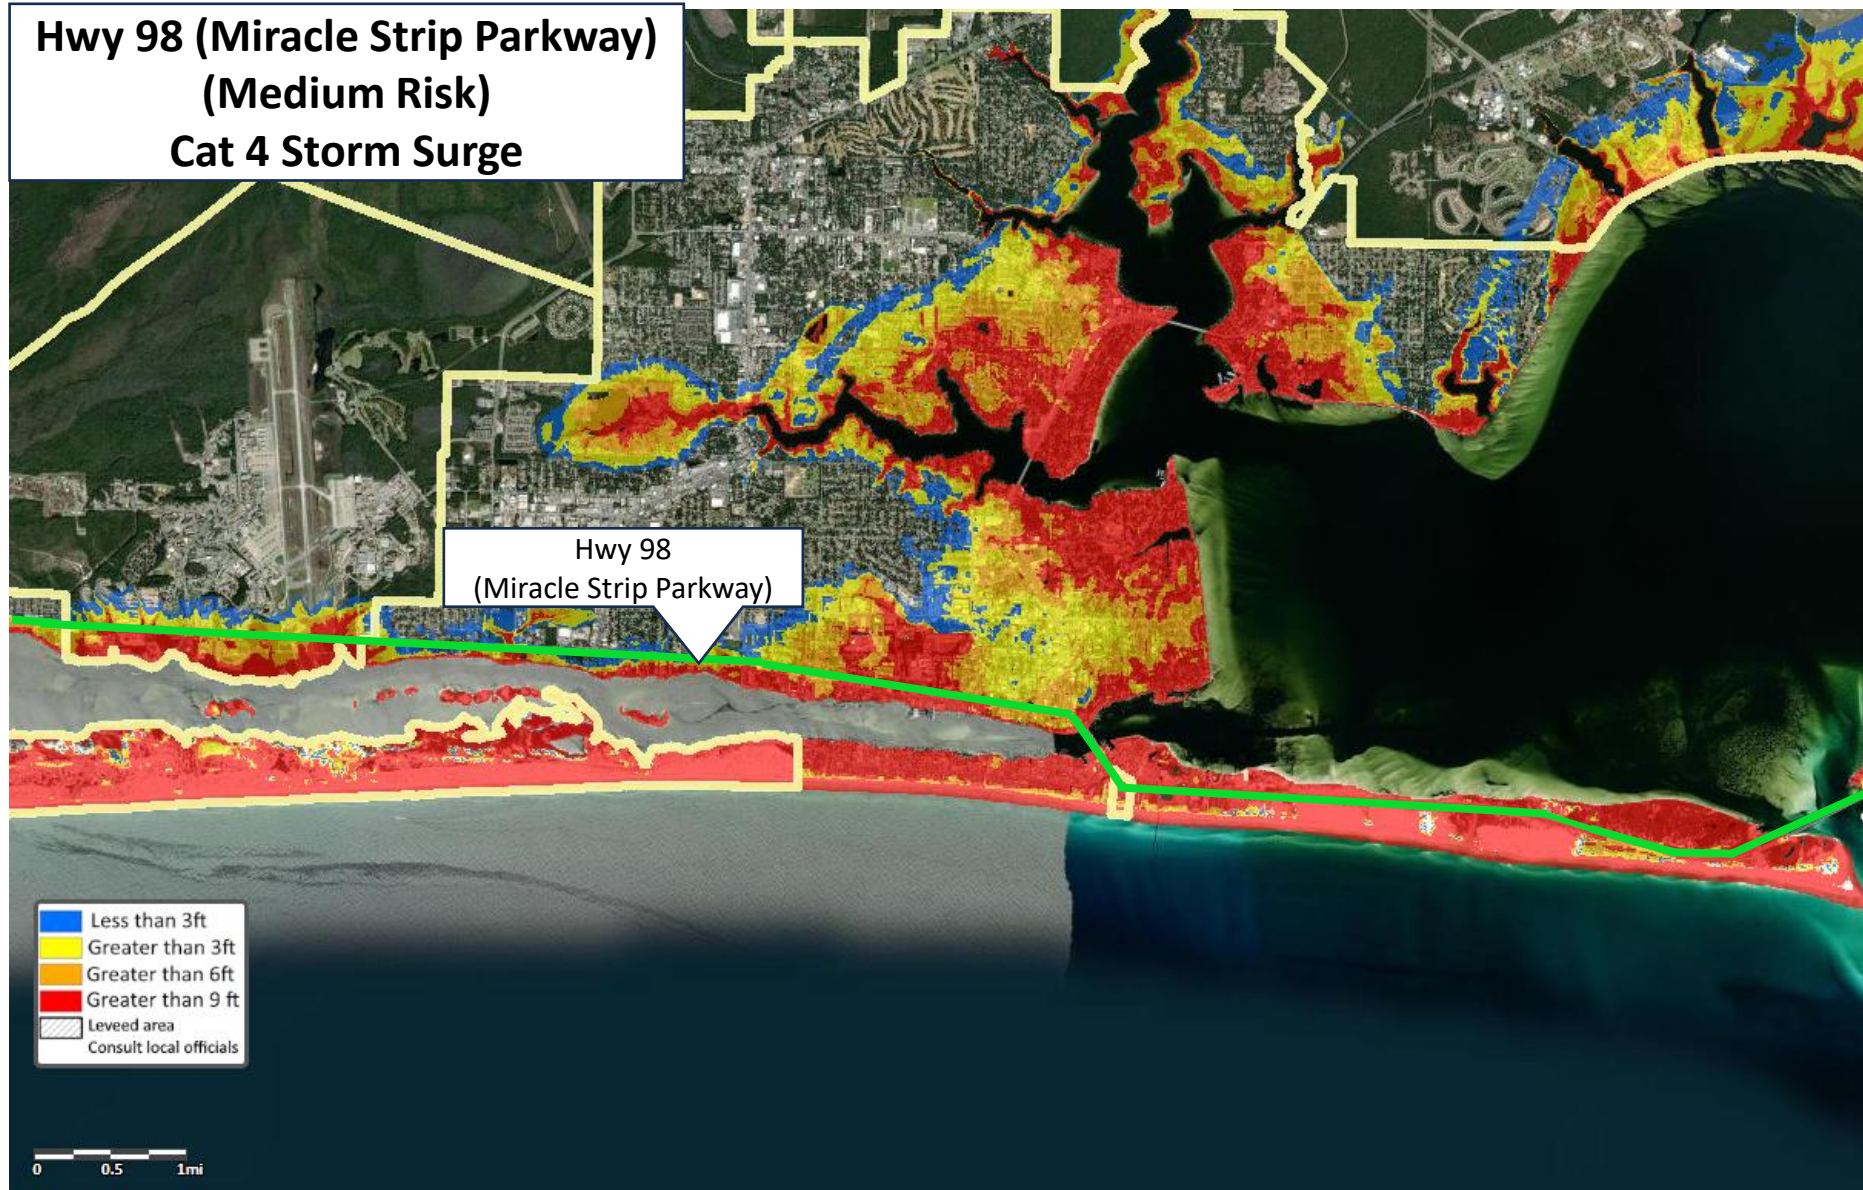 Hwy 98 (Miracle Strip Parkway)
(Medium Risk)
Cat 4 Storm Surge
Hwy 98
(Miracle Strip Parkway)
Less than 3ft
Greater than 3ft
Greater than 6ft
Greater than 9 ft
Leveed area
Consult local officials
0 0.5 1mi